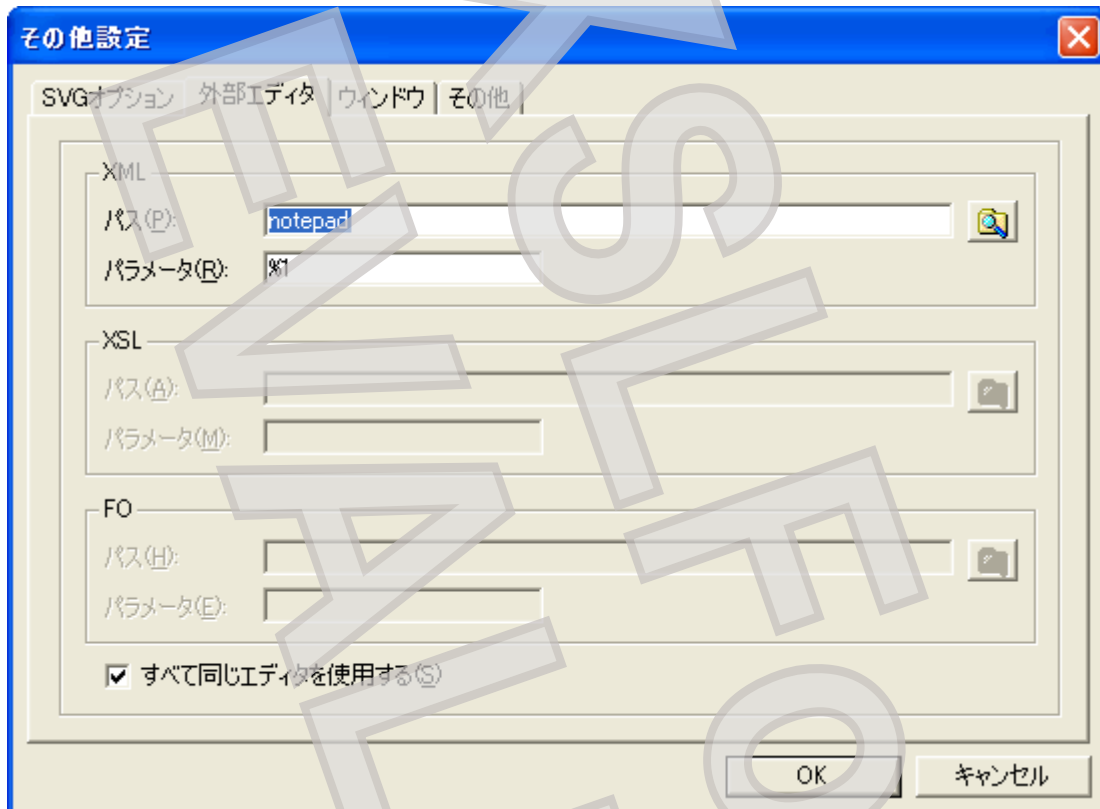 その他設定
SVGオプション 外部エディタ ウィンドウ その他
XML
パス(P): notepad
パラメータ(R): %1
XSL
パス(A):
パラメータ(M):
FO
パス(H):
パラメータ(E):
すべて同じエディタを使用する(S)
OK キャンセル
XSL FO
EVAL